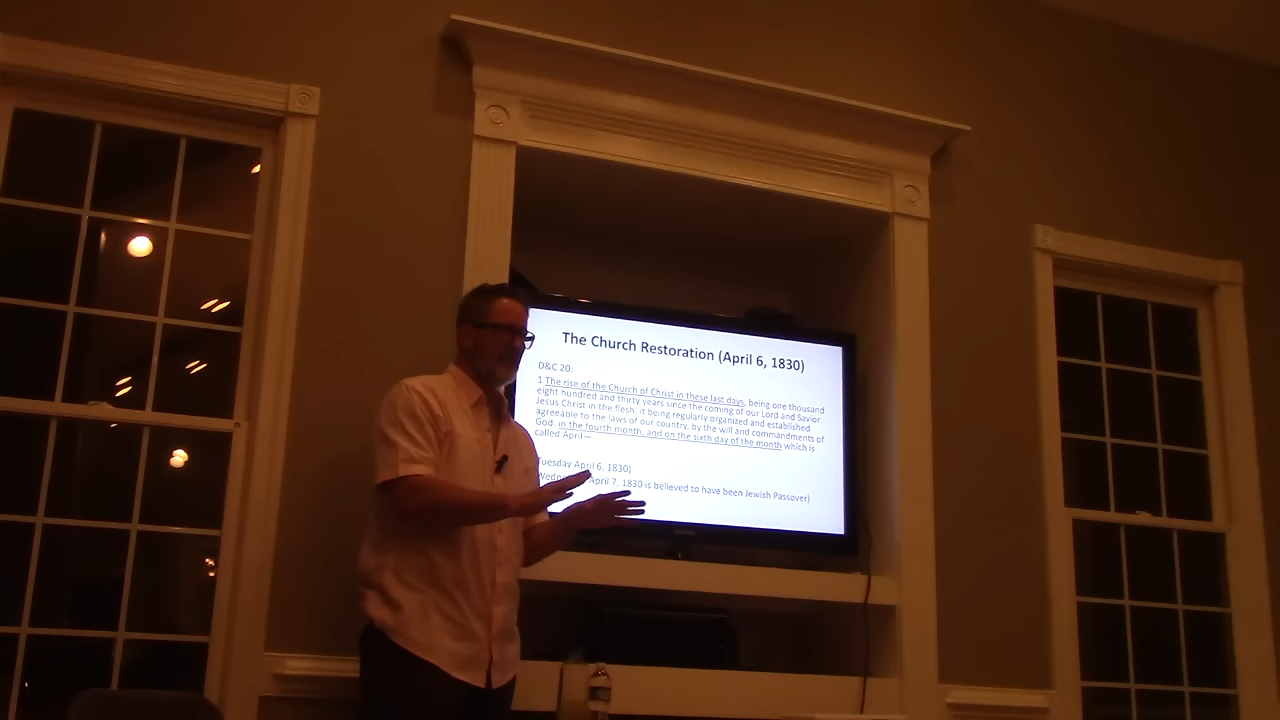 The Church Restoration (April 6, 1830)
D&C 20:
1 The rise of the Church of Christ in these last days, being one thousand
eight hundred and thirty years since the coming of our Lord and Savior
Jesus Christ in the flesh, it being regularly organized and established
agreeable to the laws of our country, by the will and commandments of
God, in the fourth month, and on the sixth day of the month which is
called April—
Tuesday April 6, 1830)
April 7, 1830 is believed to have been Jewish Passover)